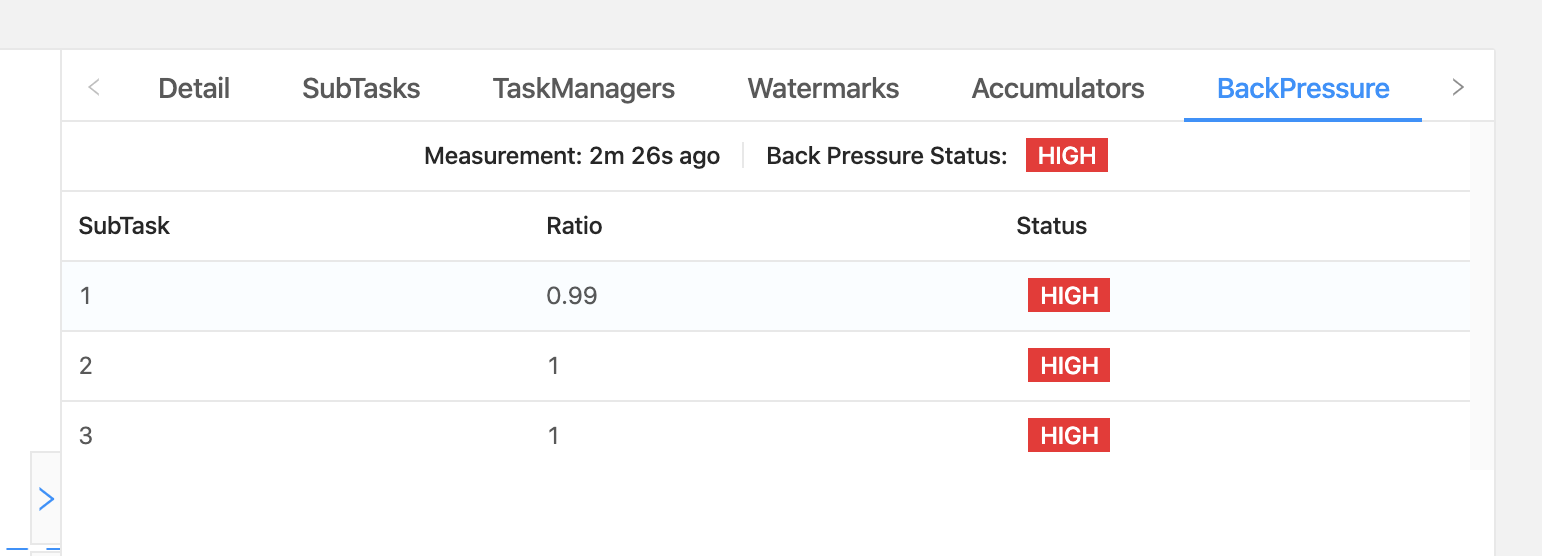 Detail SubTasks TaskManagers Watermarks Accumulators BackPressure
Measurement: 2m 26s ago Back Pressure Status: HIGH
SubTask Ratio Status
1 0.99 HIGH
2 1 HIGH
3 1 HIGH